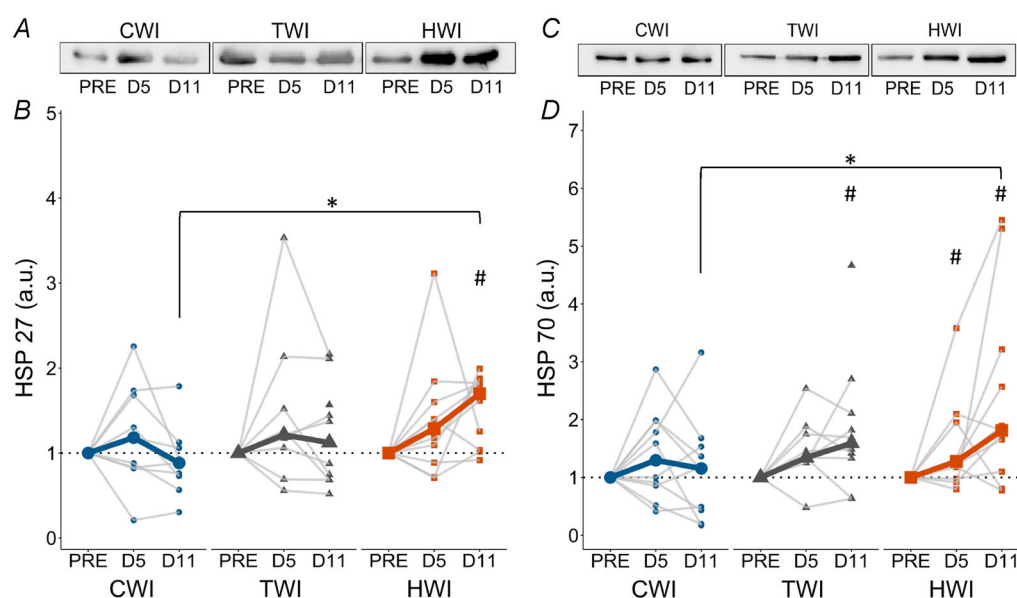 A
CWI TWI HWI
PRE D5 D11 PRE D5 D11 PRE D5 D11
B
HSP 27 (a.u.)
5
4
3
2
1
0
*
#
PRE D5 D11 PRE D5 D11 PRE D5 D11
CWI TWI HWI
C
CWI TWI HWI
PRE D5 D11 PRE D5 D11 PRE D5 D11
D
HSP 70 (a.u.)
7
6
5
4
3
2
1
0
*
# #
#
PRE D5 D11 PRE D5 D11 PRE D5 D11
CWI TWI HWI